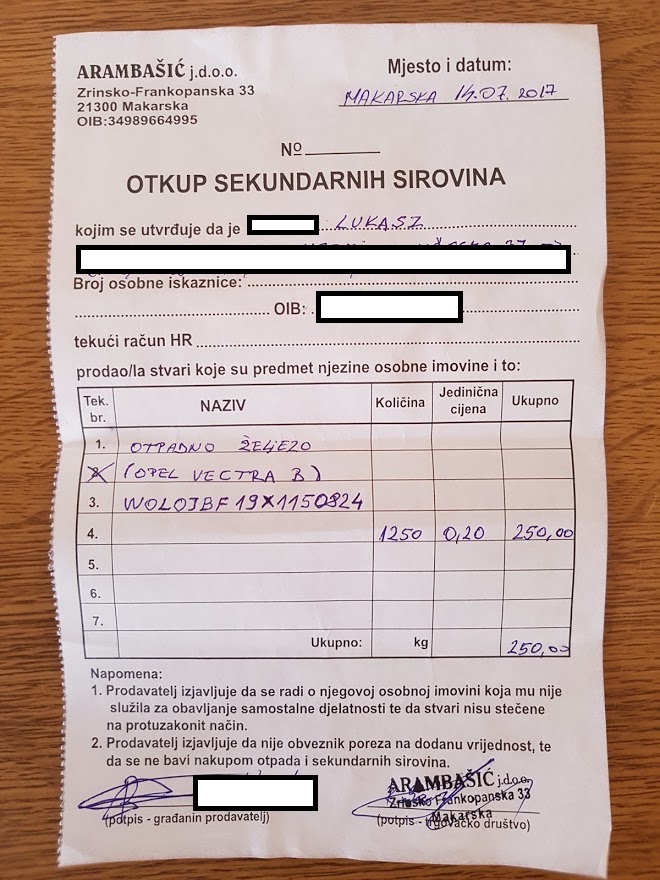 ARAMBAŠIĆ j.d.o.o.
Zrinsko-Frankopanska 33
21300 Makarska
OIB:34989664995
Mjesto i datum:
MAKARSKA 14.07.2017
No
OTKUP SEKUNDARNIH SIROVINA
kojim se utvrđuje da je LUKASZ
Broj osobne iskaznice:
OIB:
tekući račun HR
prodao/la stvari koje su predmet njezine osobne imovine i to:
Tek. br. NAZIV Količina Jedinična cijena Ukupno
1. OTPADNO ŽELJEZO
2. (OPEL VECTRA B)
3. WOLOJBF19X1150824
4. 1250 0,20 250,00
5.
6.
7.
Ukupno: kg 250,00
Napomena:
1. Prodavatelj izjavljuje da se radi o njegovoj osobnoj imovini koja mu nije
služila za obavljanje samostalne djelatnosti te da stvari nisu stečene
na protuzakonit način.
2. Prodavatelj izjavljuje da nije obveznik poreza na dodanu vrijednost, te
da se ne bavi nakupom otpada i sekundarnih sirovina.
ARAMBAŠIĆ j.d.o.o.
Zrinsko Frankopanska 33
Makarska
(potpis - građanin prodavatelj)
(potpis - trgovačko društvo)